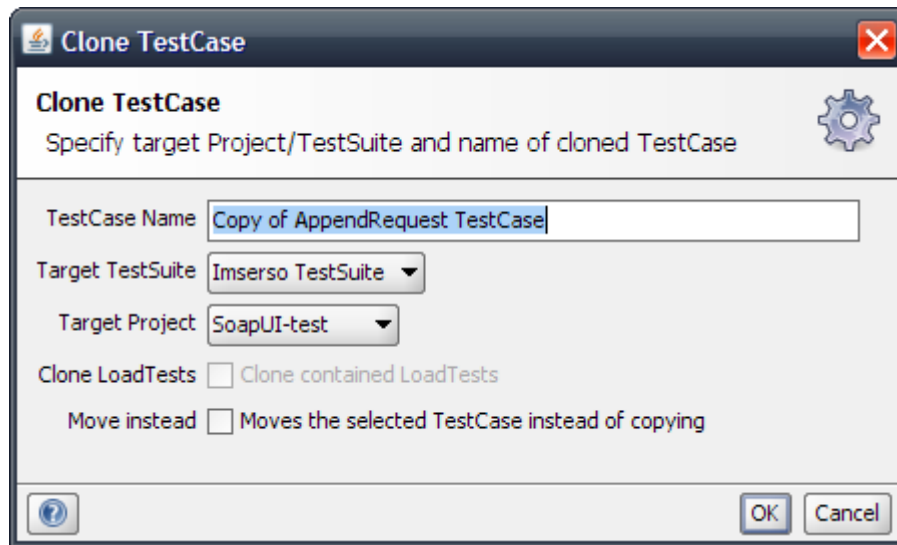 Clone TestCase
Clone TestCase
Specify target Project/TestSuite and name of cloned TestCase
TestCase Name Copy of AppendRequest TestCase
Target TestSuite Imserso TestSuite
Target Project SoapUI-test
Clone LoadTests Clone contained LoadTests
Move instead Moves the selected TestCase instead of copying
? OK Cancel